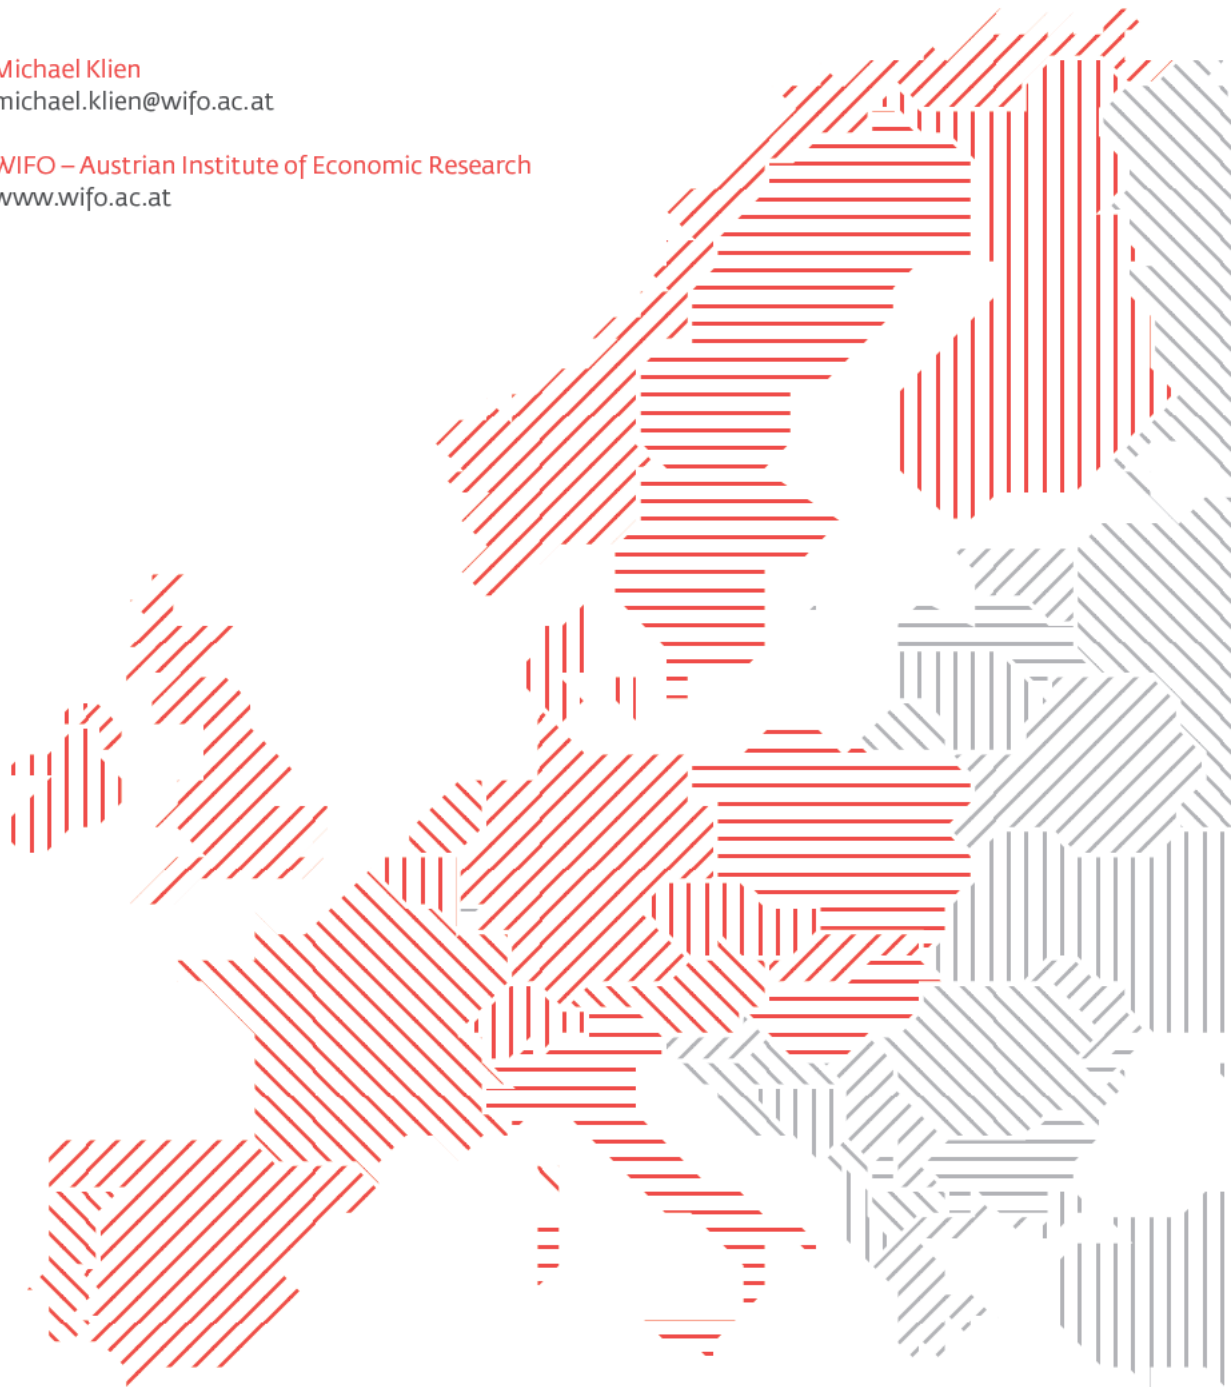 Michael Klien
michael.klien@wifo.ac.at
WIFO – Austrian Institute of Economic Research
www.wifo.ac.at